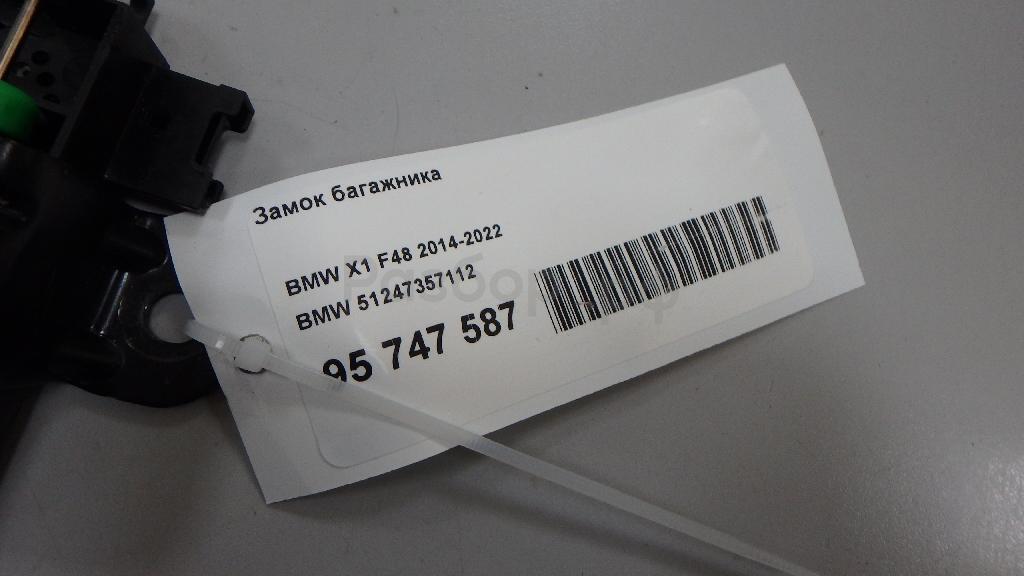 Замок багажника
BMW X1 F48 2014-2022
BMW 51247357112
95 747 587